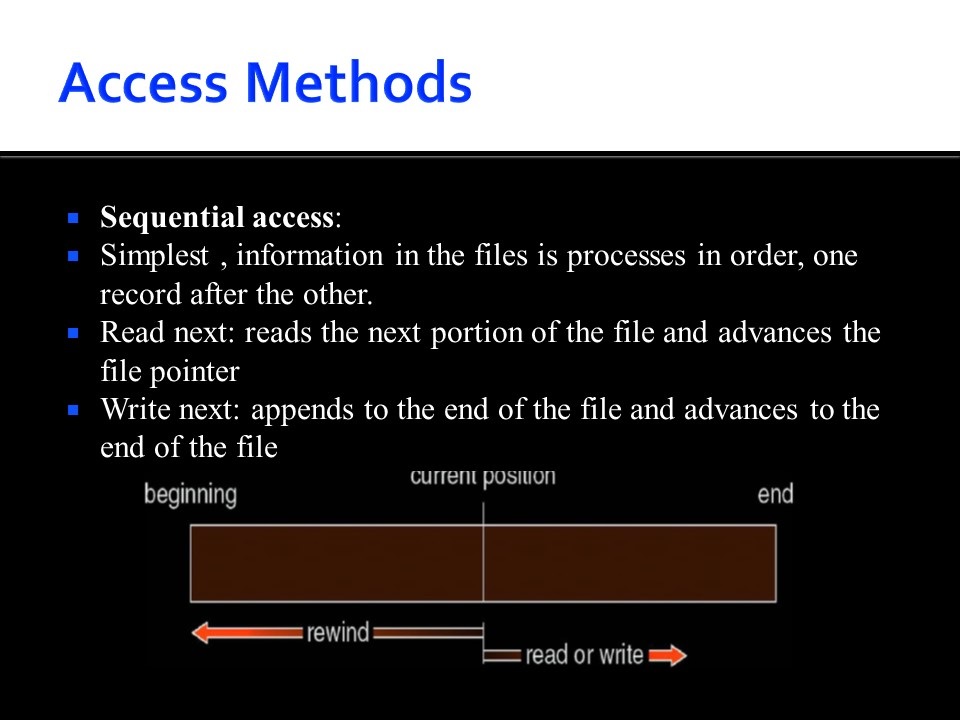 Access Methods
Sequential access:
Simplest , information in the files is processes in order, one
record after the other.
Read next: reads the next portion of the file and advances the
file pointer
Write next: appends to the end of the file and advances to the
end of the file
current position
beginning
end
rewind
read or write